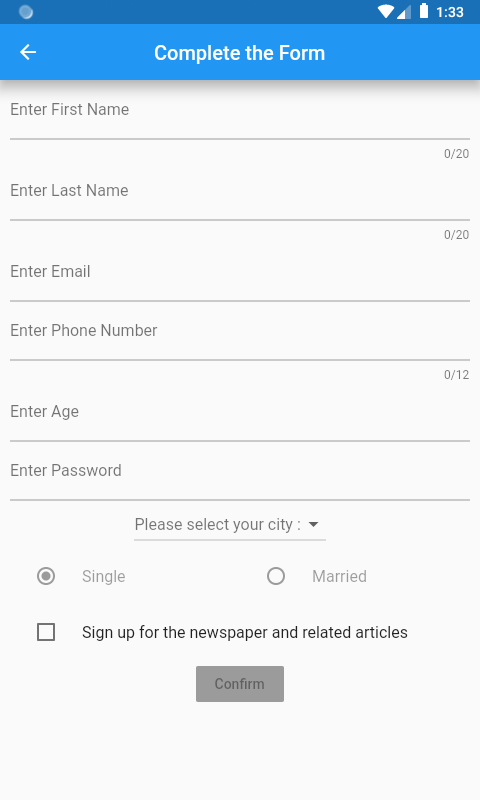 1:33
Complete the Form
Enter First Name
0/20
Enter Last Name
0/20
Enter Email
Enter Phone Number
0/12
Enter Age
Enter Password
Please select your city :
Single Married
Sign up for the newspaper and related articles
Confirm